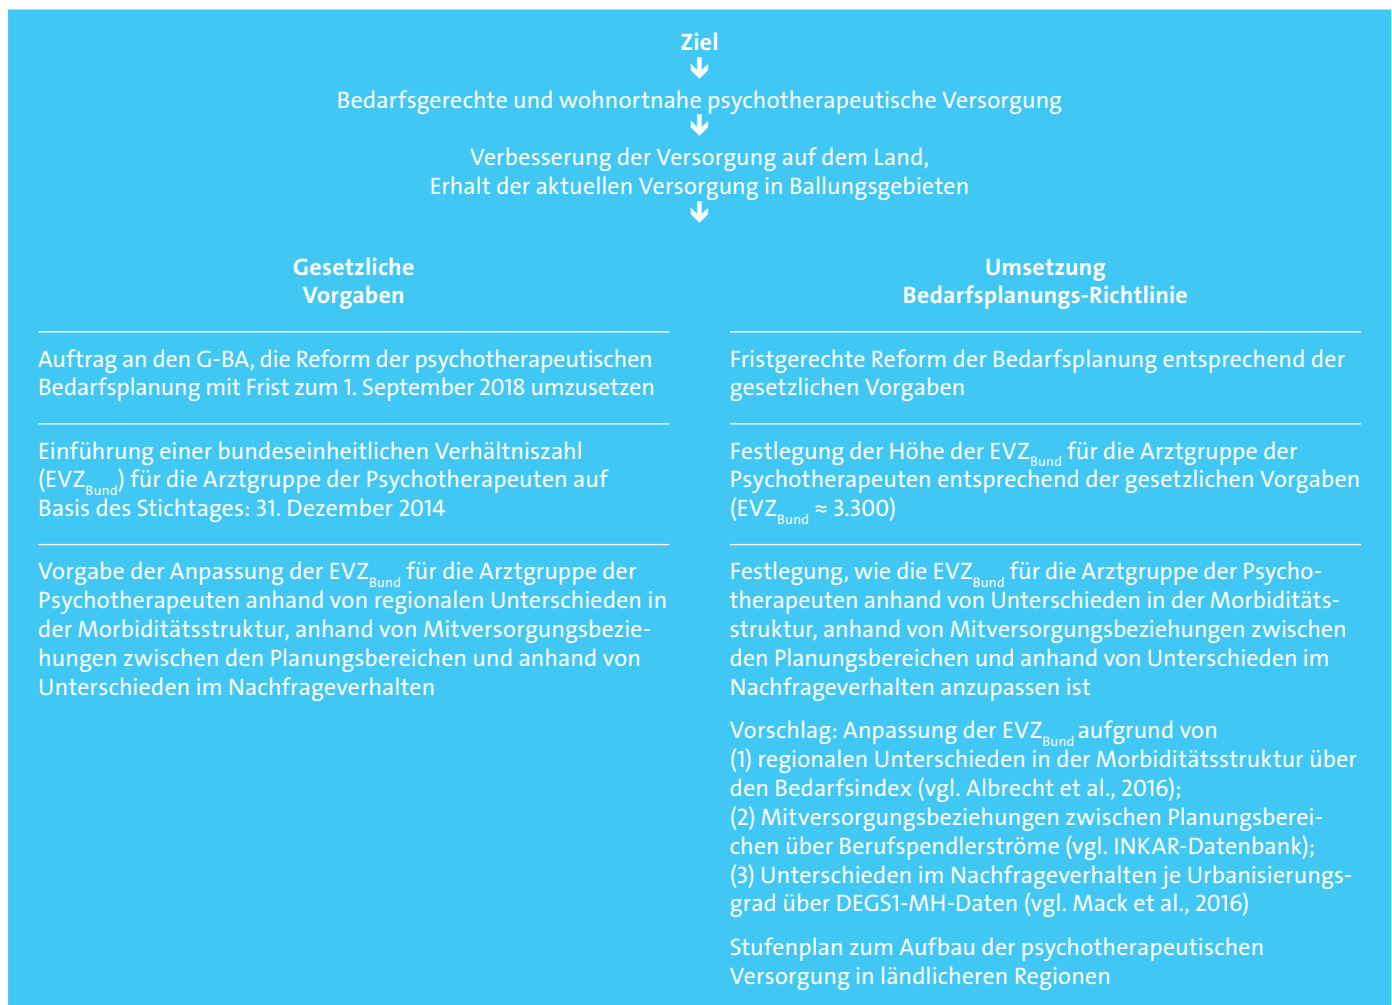 Ziel
Bedarfsgerechte und wohnortnahe psychotherapeutische Versorgung
Verbesserung der Versorgung auf dem Land,
Erhalt der aktuellen Versorgung in Ballungsgebieten
Gesetzliche
Vorgaben
Auftrag an den G-BA, die Reform der psychotherapeutischen
Bedarfsplanung mit Frist zum 1. September 2018 umzusetzen
Einführung einer bundeseinheitlichen Verhältniszahl
(EVZBund) für die Arztgruppe der Psychotherapeuten auf
Basis des Stichtages: 31. Dezember 2014
Vorgabe der Anpassung der EVZBund für die Arztgruppe der
Psychotherapeuten anhand von regionalen Unterschieden in
der Morbiditätsstruktur, anhand von Mitversorgungsbezie-
hungen zwischen den Planungsbereichen und anhand von
Unterschieden im Nachfrageverhalten
Umsetzung
Bedarfsplanungs-Richtlinie
Fristgerechte Reform der Bedarfsplanung entsprechend der
gesetzlichen Vorgaben
Festlegung der Höhe der EVZBund für die Arztgruppe der
Psychotherapeuten entsprechend der gesetzlichen Vorgaben
(EVZBund ≈ 3.300)
Festlegung, wie die EVZBund für die Arztgruppe der Psycho-
therapeuten anhand von Unterschieden in der Morbiditäts-
struktur, anhand von Mitversorgungsbeziehungen zwischen
den Planungsbereichen und anhand von Unterschieden im
Nachfrageverhalten anzupassen ist
Vorschlag: Anpassung der EVZBund aufgrund von
(1) regionalen Unterschieden in der Morbiditätsstruktur über
den Bedarfsindex (vgl. Albrecht et al., 2016);
(2) Mitversorgungsbeziehungen zwischen Planungsberei-
chen über Berufspendlerströme (vgl. INKAR-Datenbank);
(3) Unterschieden im Nachfrageverhalten je Urbanisierungs-
grad über DEGS1-MH-Daten (vgl. Mack et al., 2016)
Stufenplan zum Aufbau der psychotherapeutischen
Versorgung in ländlicheren Regionen